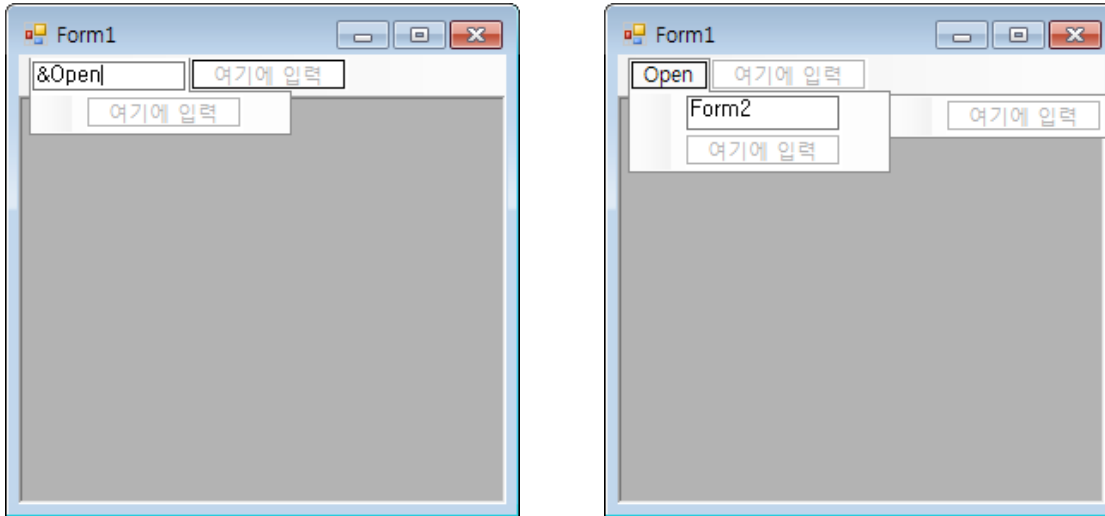 Form1
&Open 여기에 입력
여기에 입력
Form1
Open 여기에 입력
Form2 여기에 입력
여기에 입력